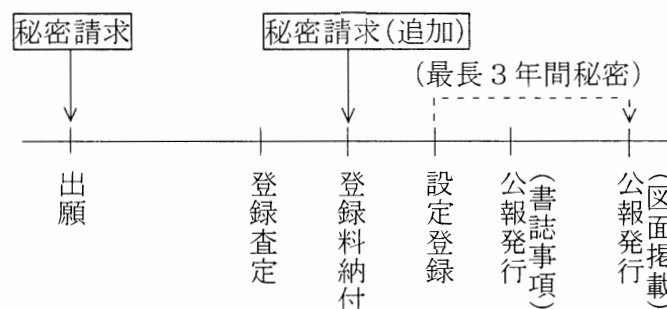 秘密請求
秘密請求(追加)
(最長3年間秘密)
出願
登録査定
登録料納付
設定登録
公報発行
(書誌事項)
公報発行
(図面掲載)